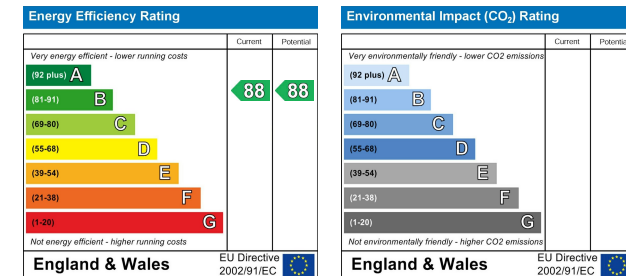 Energy Efficiency Rating
Current Potential
Very energy efficient - lower running costs
(92 plus) A
(81-91) B
88 88
(69-80) C
(55-68) D
(39-54) E
(21-38) F
(1-20) G
Not energy efficient - higher running costs
England & Wales
EU Directive
2002/91/EC
Environmental Impact (CO₂) Rating
Current Potentia
Very environmentally friendly - lower CO2 emissions
(92 plus) A
(81-91) B
(69-80) C
(55-68) D
(39-54) E
(21-38) F
(1-20) G
Not environmentally friendly - higher CO2 emissions
England & Wales
EU Directive
2002/91/EC